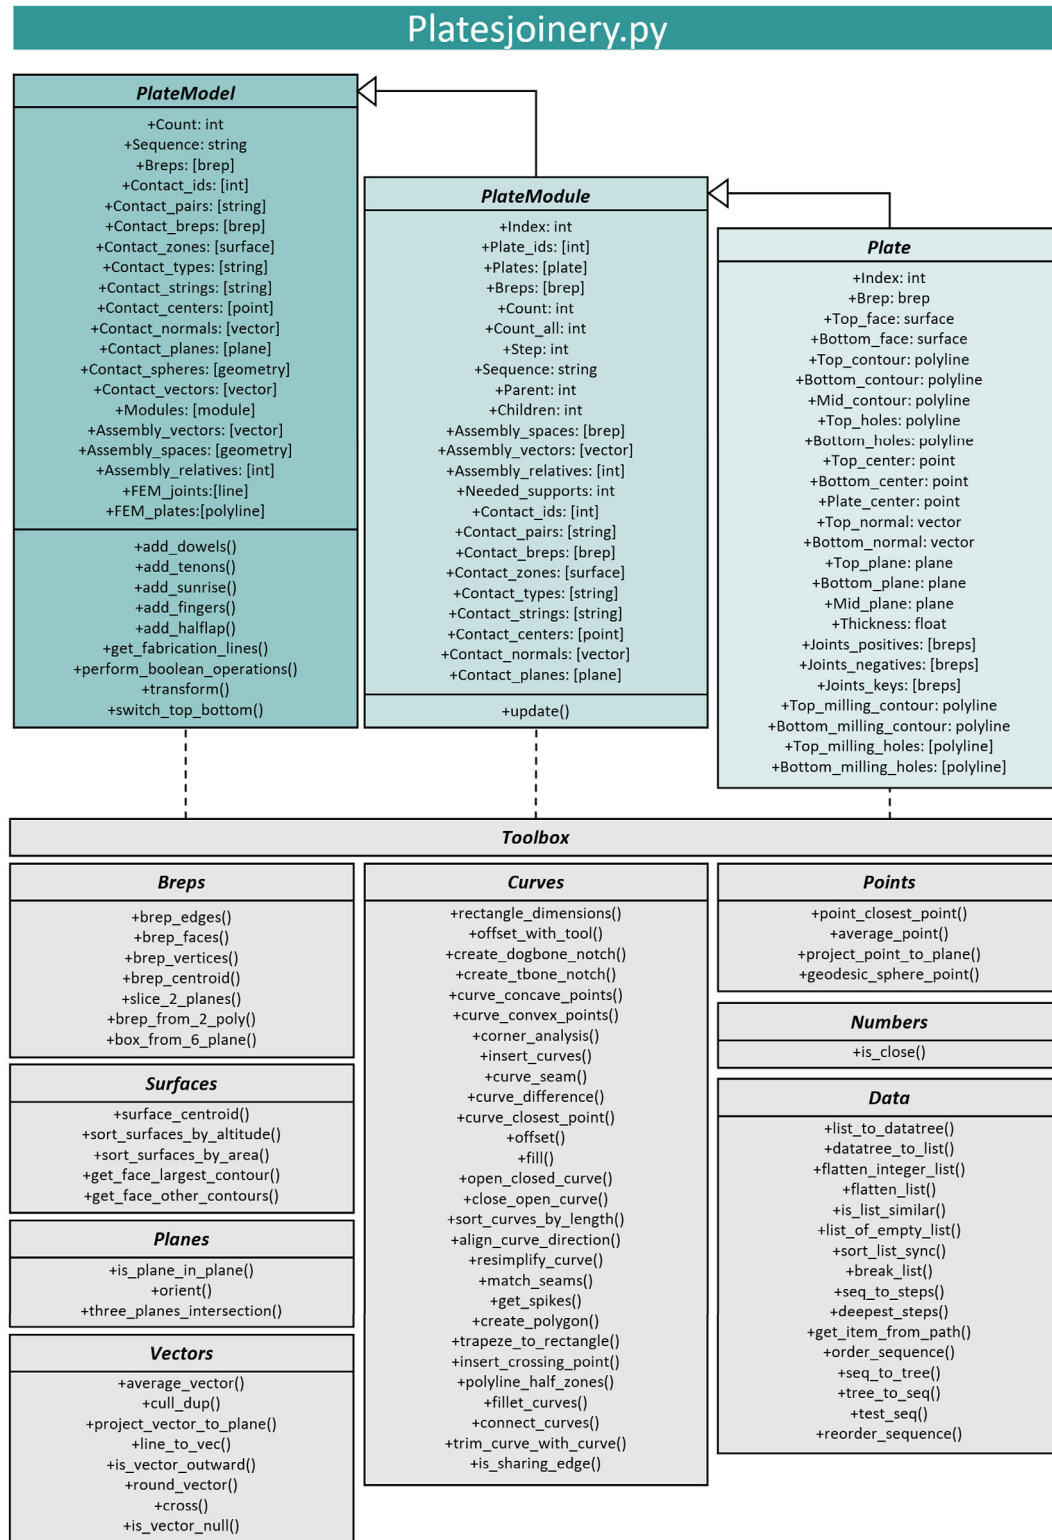 Platesjoinery.py
PlateModel
+Count: int
+Sequence: string
+Breps: [brep]
+Contact_ids: [int]
+Contact_pairs: [string]
+Contact_breps: [brep]
+Contact_zones: [surface]
+Contact_types: [string]
+Contact_strings: [string]
+Contact_centers: [point]
+Contact_normals: [vector]
+Contact_planes: [plane]
+Contact_spheres: [geometry]
+Contact_vectors: [vector]
+Modules: [module]
+Assembly_vectors: [vector]
+Assembly_spaces: [geometry]
+Assembly_relatives: [int]
+FEM_joints:[line]
+FEM_plates:[polyline]
+add_dowels()
+add_tenons()
+add_sunrise()
+add_fingers()
+add_halflap()
+get_fabrication_lines()
+perform_boolean_operations()
+transform()
+switch_top_bottom()
PlateModule
+Index: int
+Plate_ids: [int]
+Plates: [plate]
+Breps: [brep]
+Count: int
+Count_all: int
+Step: int
+Sequence: string
+Parent: int
+Children: int
+Assembly_spaces: [brep]
+Assembly_vectors: [vector]
+Assembly_relatives: [int]
+Needed_supports: int
+Contact_ids: [int]
+Contact_pairs: [string]
+Contact_breps: [brep]
+Contact_zones: [surface]
+Contact_types: [string]
+Contact_strings: [string]
+Contact_centers: [point]
+Contact_normals: [vector]
+Contact_planes: [plane]
+update()
Plate
+Index: int
+Brep: brep
+Top_face: surface
+Bottom_face: surface
+Top_contour: polyline
+Bottom_contour: polyline
+Mid_contour: polyline
+Top_holes: polyline
+Bottom_holes: polyline
+Top_center: point
+Bottom_center: point
+Plate_center: point
+Top_normal: vector
+Bottom_normal: vector
+Top_plane: plane
+Bottom_plane: plane
+Mid_plane: plane
+Thickness: float
+Joints_positives: [breps]
+Joints_negatives: [breps]
+Joints_keys: [breps]
+Top_milling_contour: polyline
+Bottom_milling_contour: polyline
+Top_milling_holes: [polyline]
+Bottom_milling_holes: [polyline]
Toolbox
Breps
+brep_edges()
+brep_faces()
+brep_vertices()
+brep_centroid()
+slice_2_planes()
+brep_from_2_poly()
+box_from_6_plane()
Surfaces
+surface_centroid()
+sort_surfaces_by_altitude()
+sort_surfaces_by_area()
+get_face_largest_contour()
+get_face_other_contours()
Planes
+is_plane_in_plane()
+orient()
+three_planes_intersection()
Vectors
+average_vector()
+cull_dup()
+project_vector_to_plane()
+line_to_vec()
+is_vector_outward()
+round_vector()
+cross()
+is_vector_null()
Curves
+rectangle_dimensions()
+offset_with_tool()
+create_dogbone_notch()
+create_tbone_notch()
+curve_concave_points()
+curve_convex_points()
+corner_analysis()
+insert_curves()
+curve_seam()
+curve_difference()
+curve_closest_point()
+offset()
+fill()
+open_closed_curve()
+close_open_curve()
+sort_curves_by_length()
+align_curve_direction()
+resimplify_curve()
+match_seams()
+get_spikes()
+create_polygon()
+trapeze_to_rectangle()
+insert_crossing_point()
+polyline_half_zones()
+fillet_curves()
+connect_curves()
+trim_curve_with_curve()
+is_sharing_edge()
Points
+point_closest_point()
+average_point()
+project_point_to_plane()
+geodesic_sphere_point()
Numbers
+is_close()
Data
+list_to_datatree()
+datatree_to_list()
+flatten_integer_list()
+flatten_list()
+is_list_similar()
+list_of_empty_list()
+sort_list_sync()
+break_list()
+seq_to_steps()
+deepest_steps()
+get_item_from_path()
+order_sequence()
+seq_to_tree()
+tree_to_seq()
+test_seq()
+reorder_sequence()